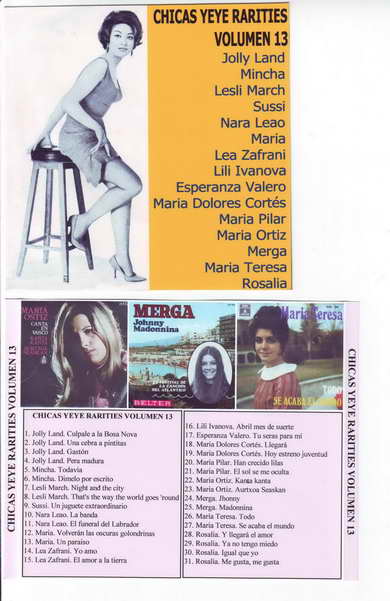 CHICAS YEYE RARITIES
VOLUMEN 13
Jolly Land
Mincha
Lesli March
Sussi
Nara Leao
Maria
Lea Zafrani
Lili Ivanova
Esperanza Valero
Maria Dolores Cortés
Maria Pilar
Maria Ortiz
Merga
Maria Teresa
Rosalia
CHICAS YEYE RARITIES VOLUMEN 13
MARIA
ORTIZ
CANTA
EN
VASCO
MERGA
Johnny
Madonnina
BELTER
Maria Teresa
TODO
SE ACABA EL MUNDO
CHICAS YEYE RARITIES VOLUMEN 13
CHICAS YEYE RARITIES VOLUMEN 13
1. Jolly Land. Culpale a la Bosa Nova
2. Jolly Land. Una cebra a pintitas
3. Jolly Land. Gastón
4. Jolly Land. Pera madura
5. Mincha. Todavia
6. Mincha. Dimelo por escrito
7. Lesli March. Night and the city
8. Lesli March. That's the way the world goes 'round
9. Sussi. Un juguete extraordinario
10. Nara Leao. La banda
11. Nara Leao. El funeral del Labrador
12. Maria. Volverán las oscuras golondrinas
13. Maria. Un paraiso
14. Lea Zafrani. Yo amo
15. Lea Zafrani. El amor a la tierra
16. Lili Ivanova. Abril mes de suerte
17. Esperanza Valero. Tu seras para mi
18. Maria Dolores Cortés. Llegará
19. Maria Dolores Cortés. Hoy estreno juventud
20. Maria Pilar. Han crecido lilas
21. Maria Pilar. El sol se me oculta
22. Maria Ortiz. Kanta kanta
23. Maria Ortiz. Aurtxoa Seaskan
24. Merga. Jhonny
25. Merga. Madonnina
26. Maria Teresa. Todo
27. Maria Teresa. Se acaba el mundo
28. Rosalia. Y llegará el amor
29. Rosalia. Ya no tengo miedo
30. Rosalia. Igual que yo
31. Rosalia. Me gusta, me gusta